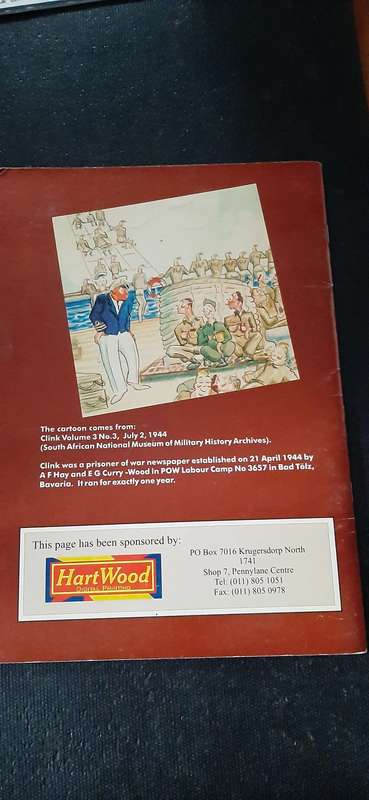 The cartoon comes from:
Clink Volume 3 No.3, July 2, 1944
(South African National Museum of Military History Archives).
Clink was a prisoner of war newspaper established on 21 April 1944 by
A F Hay and E G Curry -Wood in POW Labour Camp No 3657 in Bad Tölz,
Bavaria. It ran for exactly one year.
This page has been sponsored by:
HartWood
DIGITAL PRINTING
PO Box 7016 Krugersdorp North
1741
Shop 7, Pennylane Centre
Tel: (011) 805 1051
Fax: (011) 805 0978